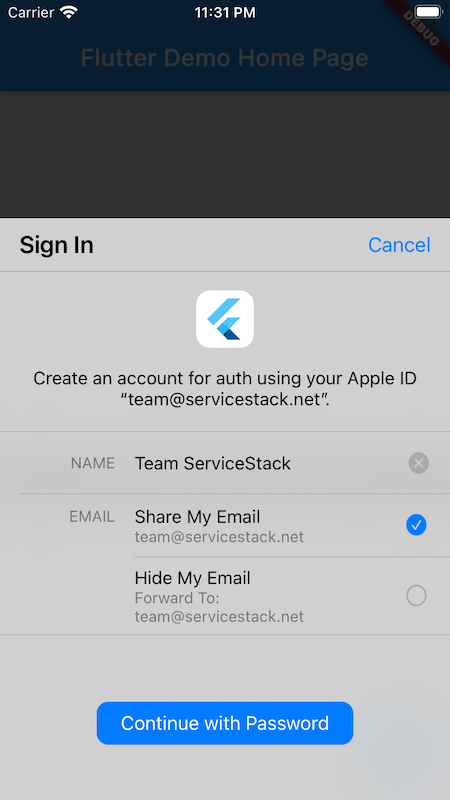 Carrier 11:31 PM
DEBUG
Flutter Demo Home Page
Sign In Cancel
Create an account for auth using your Apple ID
“team@servicestack.net”.
NAME Team ServiceStack
EMAIL Share My Email
team@servicestack.net
Hide My Email
Forward To:
team@servicestack.net
Continue with Password